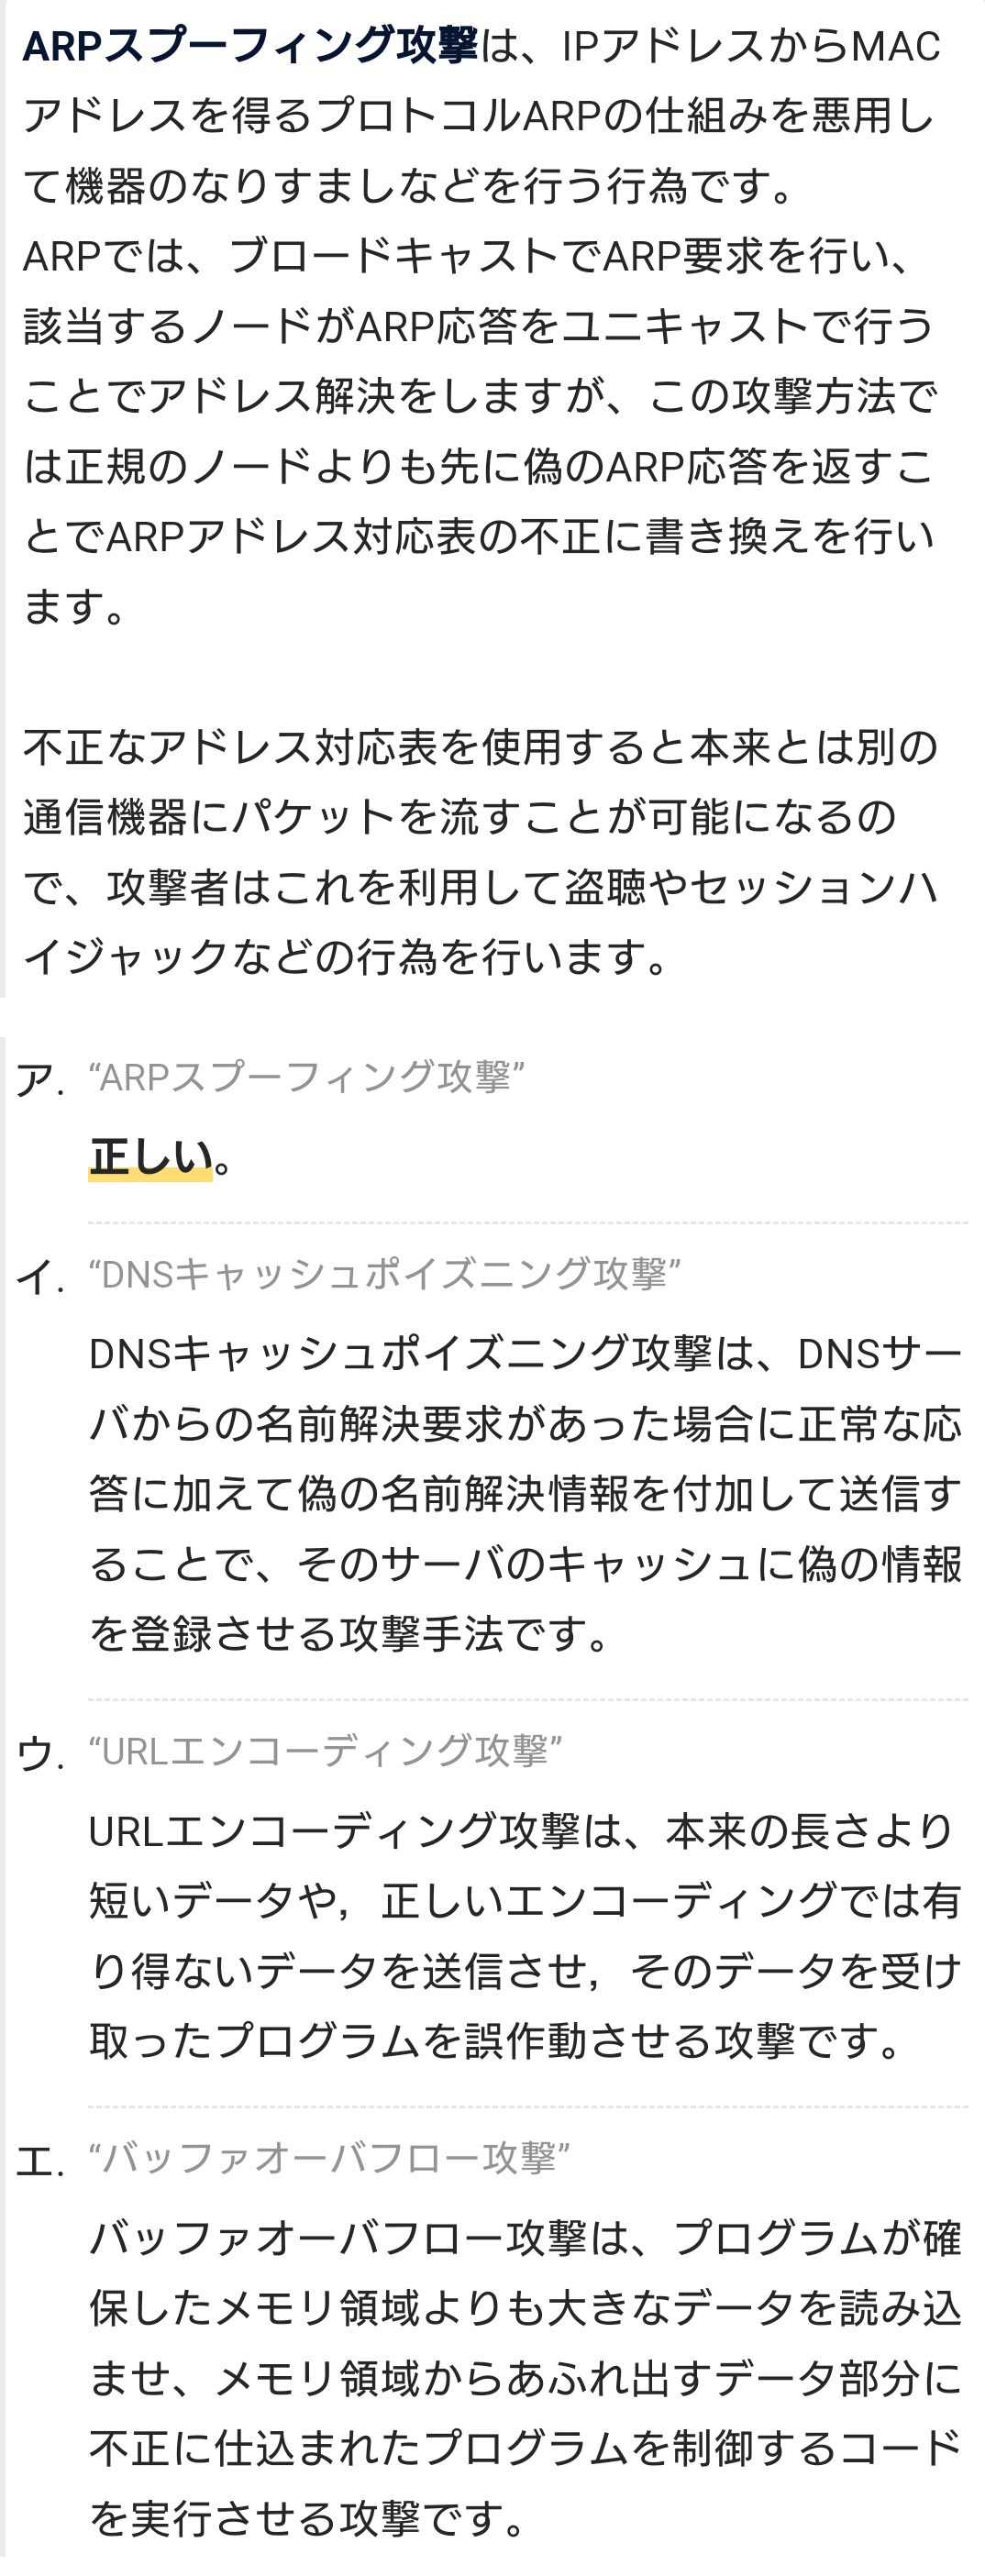 ARPスプーフィング攻撃は、IPアドレスからMAC
アドレスを得るプロトコルARPの仕組みを悪用し
て機器のなりすましなどを行う行為です。
ARPでは、ブロードキャストでARP要求を行い、
該当するノードがARP応答をユニキャストで行う
ことでアドレス解決をしますが、この攻撃方法で
は正規のノードよりも先に偽のARP応答を返すこ
とでARPアドレス対応表の不正に書き換えを行い
ます。
不正なアドレス対応表を使用すると本来とは別の
通信機器にパケットを流すことが可能になるの
で、攻撃者はこれを利用して盗聴やセッションハ
イジャックなどの行為を行います。
ア. “ARPスプーフィング攻撃”
正しい。
イ. “DNSキャッシュポイズニング攻撃”
DNSキャッシュポイズニング攻撃は、DNSサー
バからの名前解決要求があった場合に正常な応
答に加えて偽の名前解決情報を付加して送信す
ることで、そのサーバのキャッシュに偽の情報
を登録させる攻撃手法です。
ウ. “URLエンコーディング攻撃”
URLエンコーディング攻撃は、本来の長さより
短いデータや，正しいエンコーディングでは有
り得ないデータを送信させ，そのデータを受け
取ったプログラムを誤作動させる攻撃です。
エ. “バッファオーバフロー攻撃”
バッファオーバフロー攻撃は、プログラムが確
保したメモリ領域よりも大きなデータを読み込
ませ、メモリ領域からあふれ出すデータ部分に
不正に仕込まれたプログラムを制御するコード
を実行させる攻撃です。